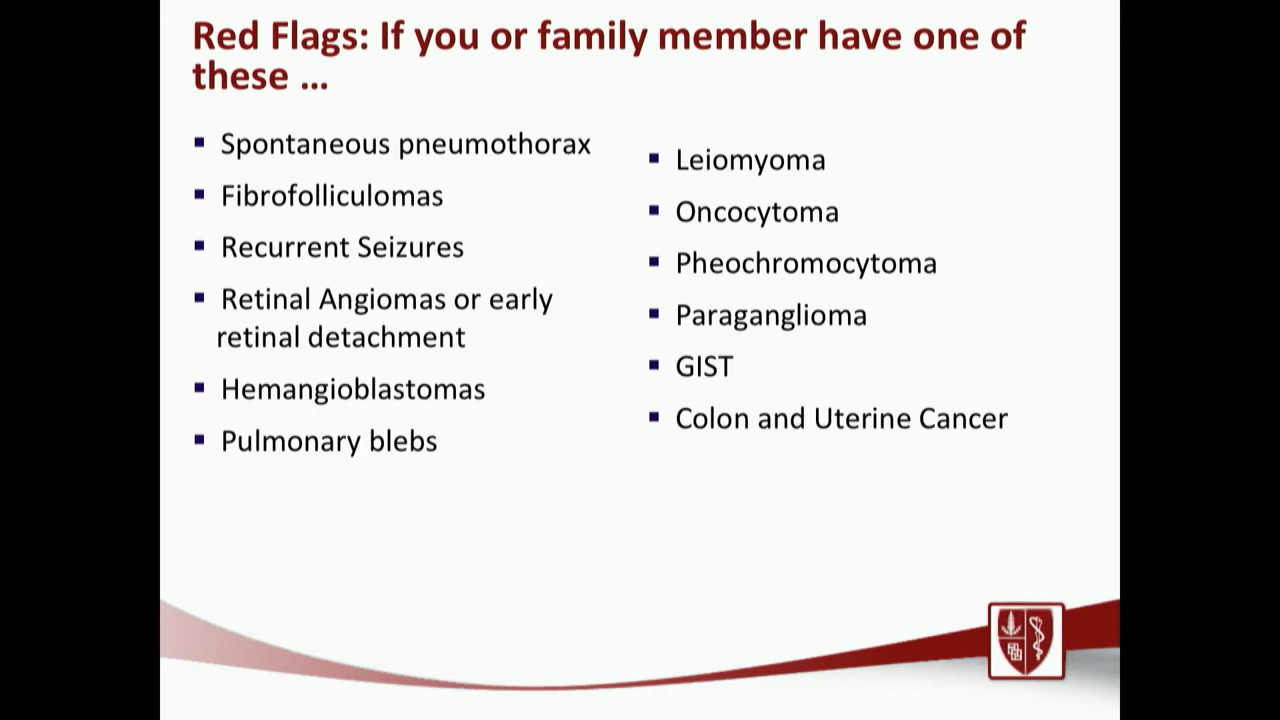 Red Flags: If you or family member have one of
these ...
▪ Spontaneous pneumothorax
▪ Fibrofolliculomas
▪ Recurrent Seizures
▪ Retinal Angiomas or early
retinal detachment
▪ Hemangioblastomas
▪ Pulmonary blebs
▪ Leiomyoma
▪ Oncocytoma
▪ Pheochromocytoma
▪ Paraganglioma
▪ GIST
▪ Colon and Uterine Cancer